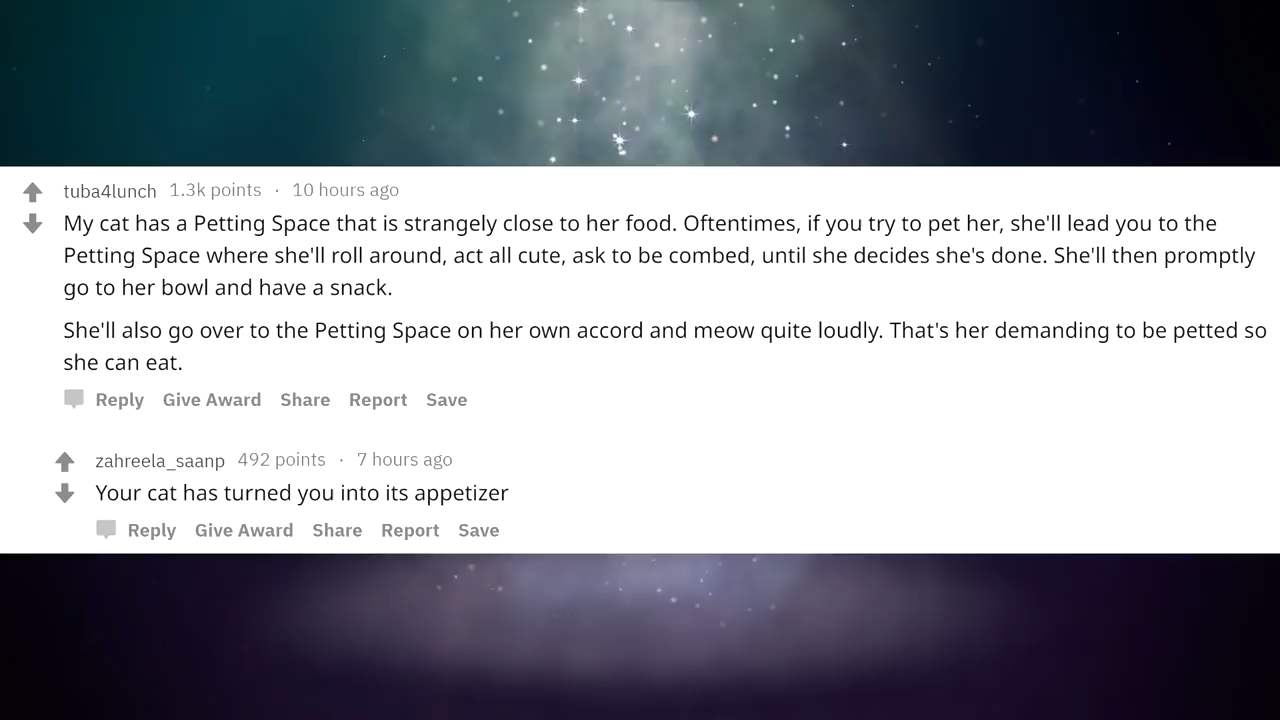 tuba4lunch 1.3k points · 10 hours ago
My cat has a Petting Space that is strangely close to her food. Oftentimes, if you try to pet her, she'll lead you to the
Petting Space where she'll roll around, act all cute, ask to be combed, until she decides she's done. She'll then promptly
go to her bowl and have a snack.
She'll also go over to the Petting Space on her own accord and meow quite loudly. That's her demanding to be petted so
she can eat.
Reply Give Award Share Report Save
zahreela_saanp 492 points · 7 hours ago
Your cat has turned you into its appetizer
Reply Give Award Share Report Save